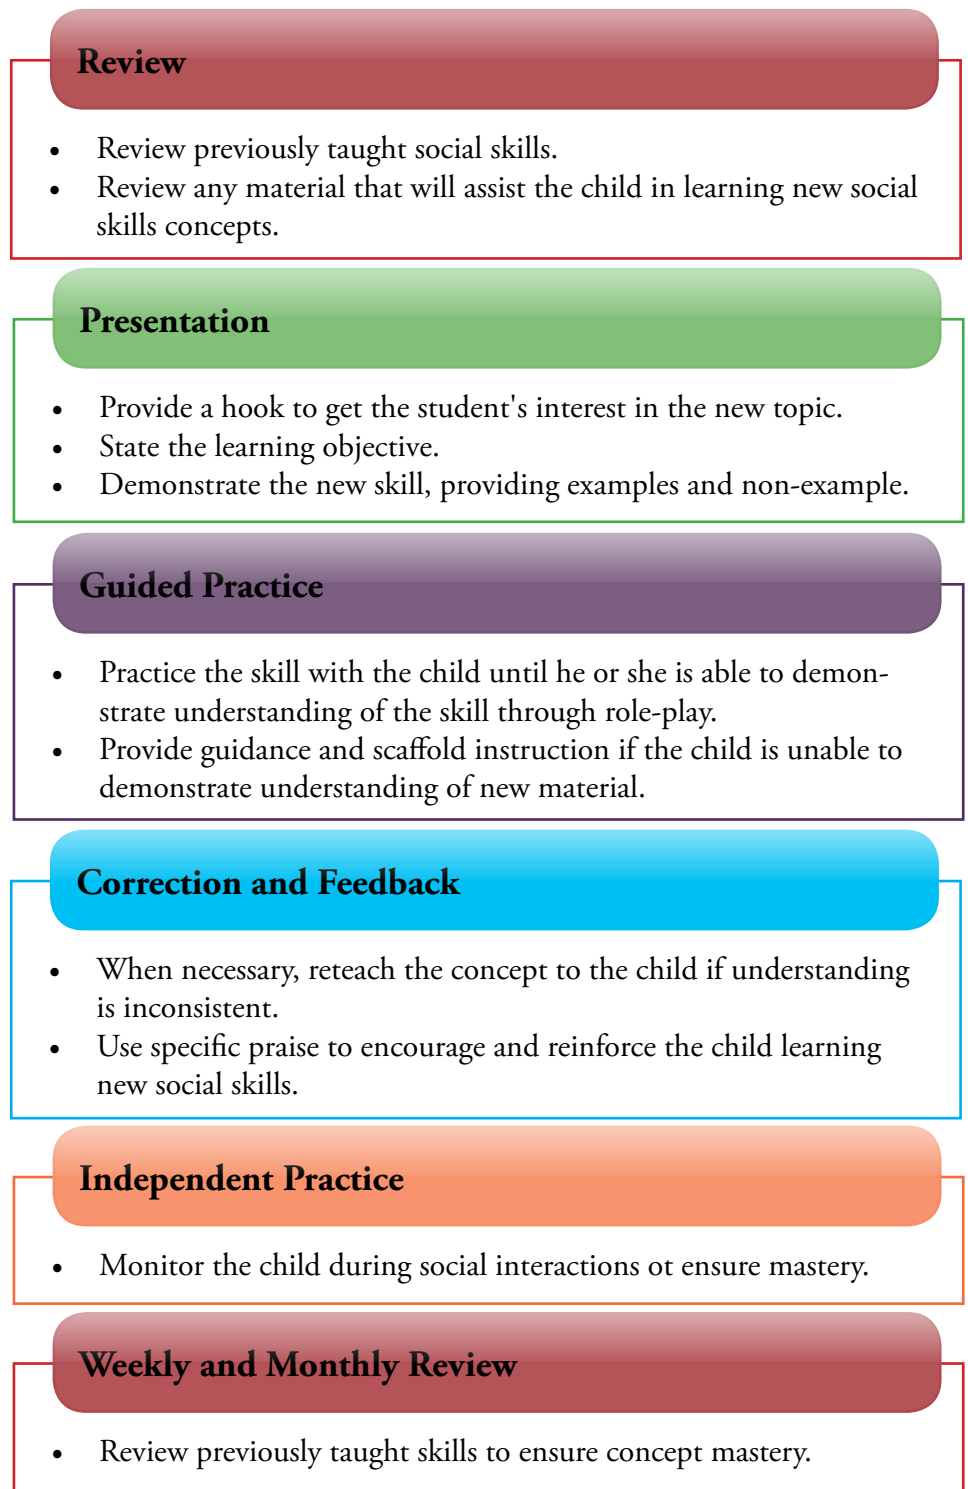 Review
• Review previously taught social skills.
• Review any material that will assist the child in learning new social
skills concepts.
Presentation
• Provide a hook to get the student's interest in the new topic.
• State the learning objective.
• Demonstrate the new skill, providing examples and non-example.
Guided Practice
• Practice the skill with the child until he or she is able to demon-
strate understanding of the skill through role-play.
• Provide guidance and scaffold instruction if the child is unable to
demonstrate understanding of new material.
Correction and Feedback
• When necessary, reteach the concept to the child if understanding
is inconsistent.
• Use specific praise to encourage and reinforce the child learning
new social skills.
Independent Practice
• Monitor the child during social interactions ot ensure mastery.
Weekly and Monthly Review
• Review previously taught skills to ensure concept mastery.